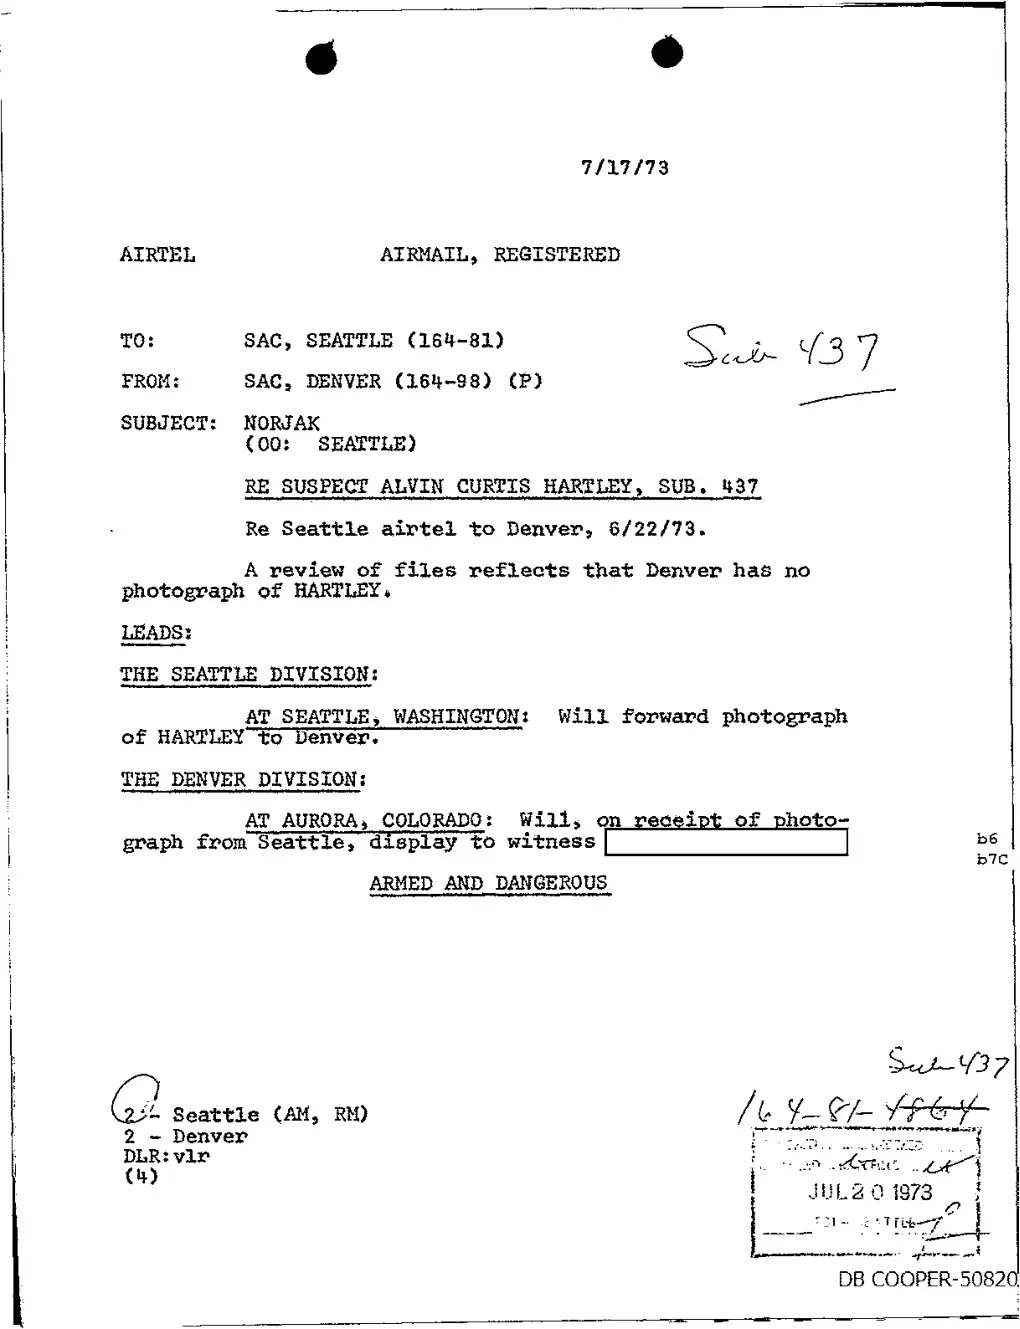 7/17/73
AIRTEL AIRMAIL, REGISTERED
TO: SAC, SEATTLE (164-81)
Sub 437
FROM: SAC, DENVER (164-98) (P)
SUBJECT: NORJAK
(OO: SEATTLE)
RE SUSPECT ALVIN CURTIS HARTLEY, SUB. 437
Re Seattle airtel to Denver, 6/22/73.
A review of files reflects that Denver has no
photograph of HARTLEY.
LEADS:
THE SEATTLE DIVISION:
AT SEATTLE, WASHINGTON: Will forward photograph
of HARTLEY to Denver.
THE DENVER DIVISION:
AT AURORA, COLORADO: Will, on receipt of photo-
graph from Seattle, display to witness
b6
b7C
ARMED AND DANGEROUS
Sub 437
2 - Seattle (AM, RM)
164-81-4864
2 - Denver
DLR:vlr
(4)
JUL 20 1973
DB COOPER-50820